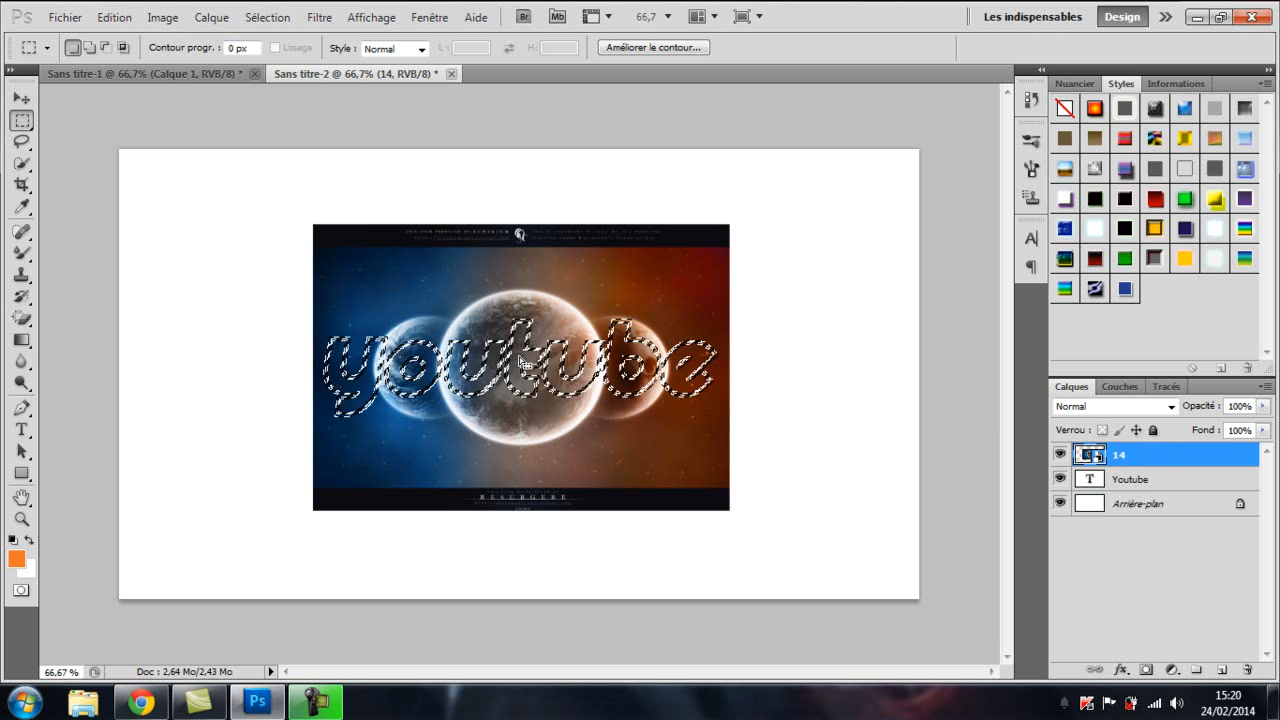 Ps Fichier Edition Image Calque Sélection Filtre Affichage Fenêtre Aide Br Mb 66,7 Les indispensables Design
Contour progr. : 0 px Lissage Style : Normal L : H : Améliorer le contour...
Sans titre-1 @ 66,7% (Calque 1, RVB/8) * Sans titre-2 @ 66,7% (14, RVB/8) *
Nuancier Styles Informations
youtube
RESURGERE
Calques Couches Tracés
Normal Opacité : 100%
Verrou : Fond : 100%
14
T Youtube
Arrière-plan
66,67 % Doc : 2,64 Mo/2,43 Mo
Ps
15:20
24/02/2014